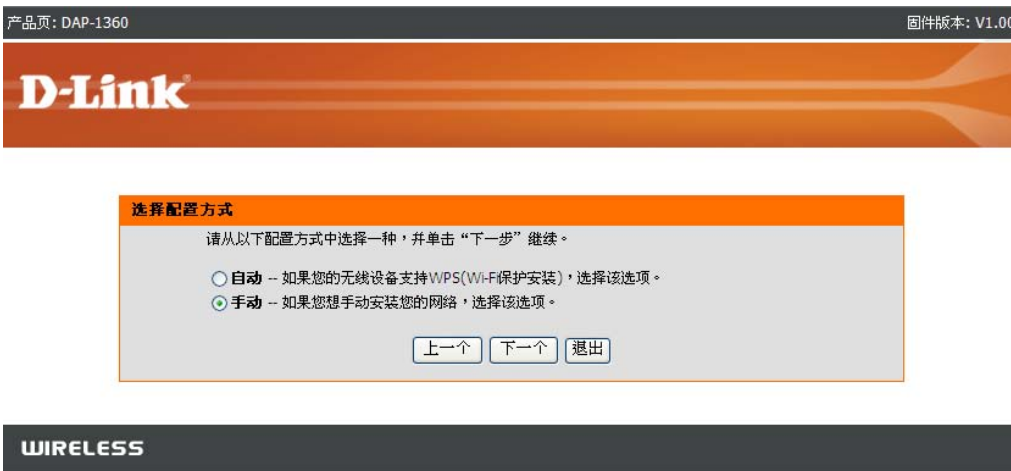 产品页: DAP-1360
固件版本: V1.00
D-Link
选择配置方式
请从以下配置方式中选择一种，并单击“下一步”继续。
自动 -- 如果您的无线设备支持WPS(Wi-Fi保护安装)，选择该选项。
手动 -- 如果您想手动安装您的网络，选择该选项。
上一个 下一个 退出
WIRELESS